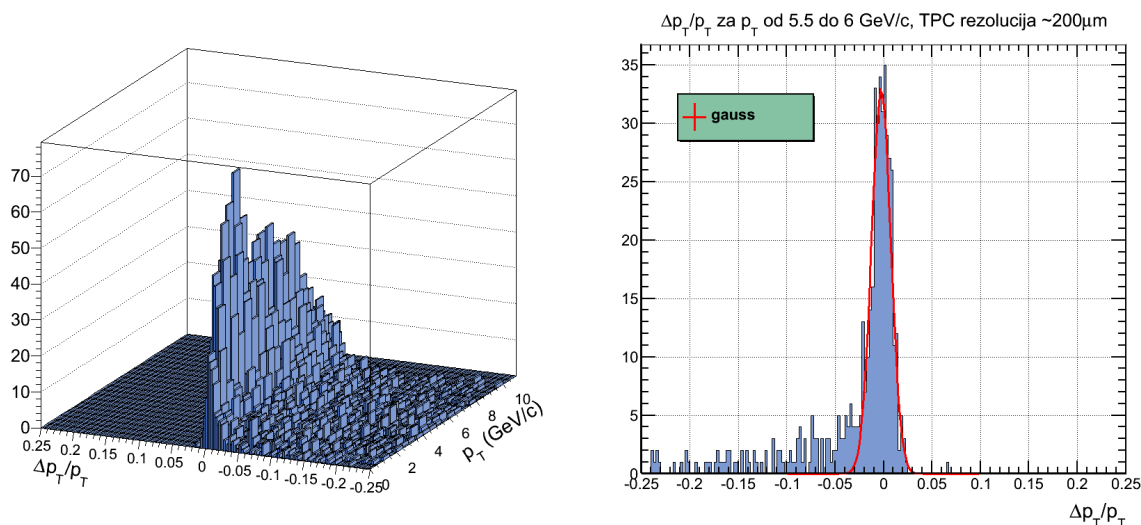 70
60
50
40
30
20
10
0
0.25 0.2 0.15 0.1 0.05 0 -0.05 -0.1 -0.15 -0.2 -0.25
Δp_T/p_T
0 2 4 6 8 10
p_T (GeV/c)
Δp_T/p_T za p_T od 5.5 do 6 GeV/c, TPC rezolucija ~200μm
35
30
25
20
15
10
5
0
gauss
-0.25 -0.2 -0.15 -0.1 -0.05 0 0.05 0.1 0.15 0.2 0.25
Δp_T/p_T